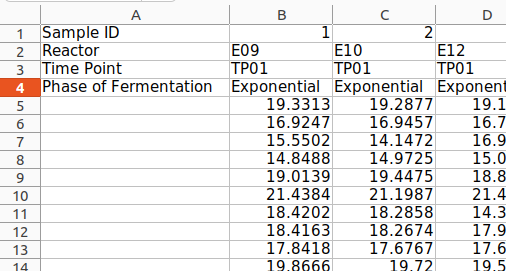 A B C D
1 Sample ID 1 2
2 Reactor E09 E10 E12
3 Time Point TP01 TP01 TP01
4 Phase of Fermentation Exponential Exponential Exponent
5 19.3313 19.2877 19.1
6 16.9247 16.9457 16.7
7 15.5502 14.1472 16.9
8 14.8488 14.9725 15.0
9 19.0139 19.4475 18.8
10 21.4384 21.1987 21.4
11 18.4202 18.2858 14.3
12 18.4163 18.2674 17.9
13 17.8418 17.6767 17.6
14 19.8666 19.72 19.5